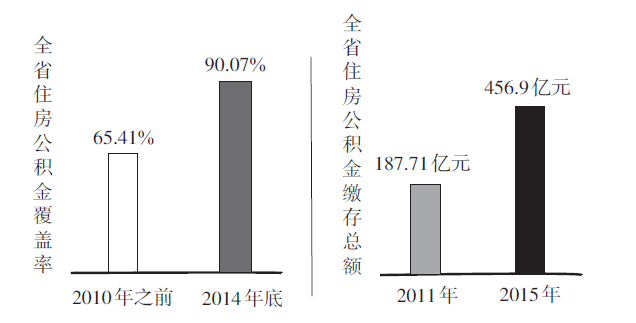 全省住房公积金覆盖率
65.41%
90.07%
2010年之前
2014年底
全省住房公积金缴存总额
187.71亿元
456.9亿元
2011年
2015年